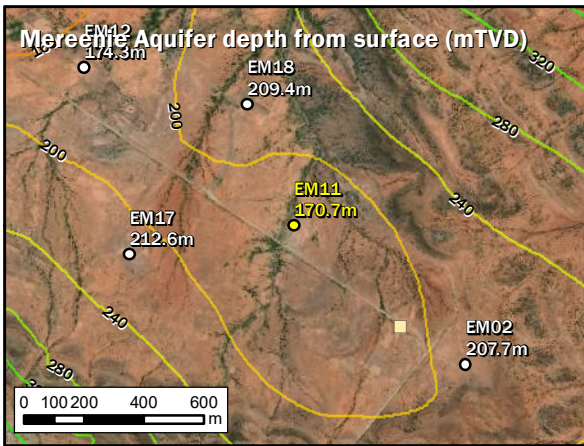 Mereenie Aquifer depth from surface (mTVD)
EM12
174.3m
EM18
209.4m
320
280
200
200
EM11
170.7m
240
EM17
212.6m
240
EM02
207.7m
280
0 100 200 400 600
m